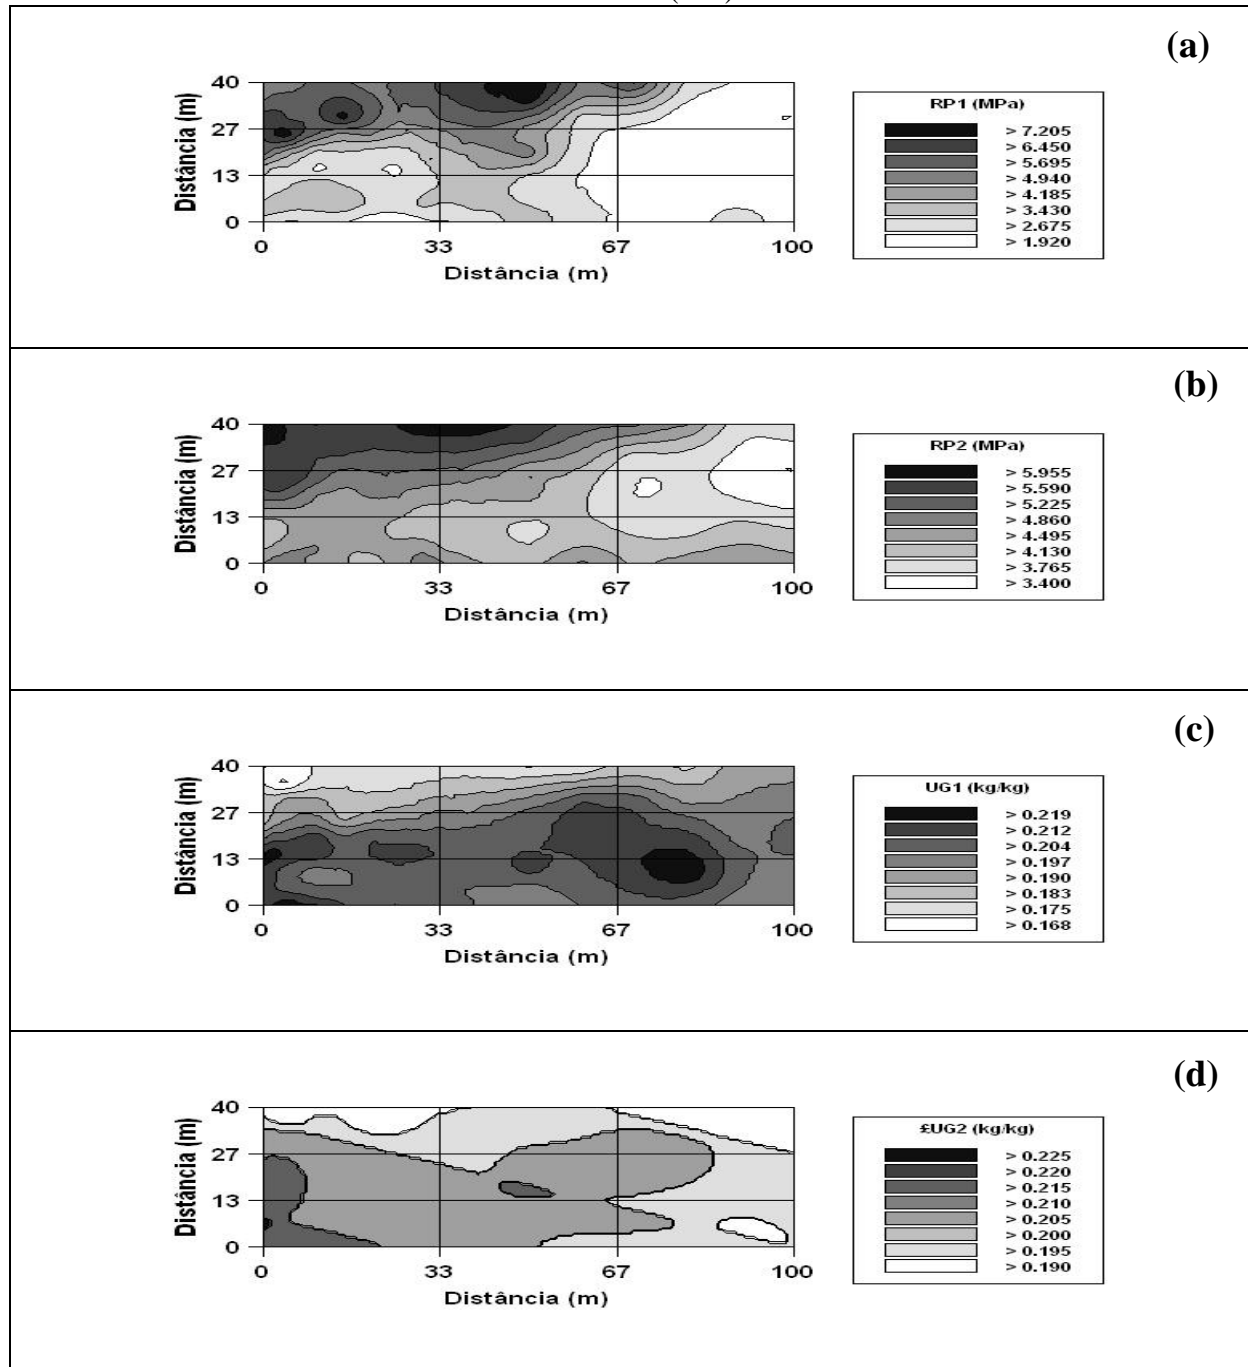 (a)
40
27
13
0
0 33 67 100
Distância (m)
Distância (m)
RP1 (MPa)
> 7.205
> 6.450
> 5.695
> 4.940
> 4.185
> 3.430
> 2.675
> 1.920
(b)
40
27
13
0
0 33 67 100
Distância (m)
Distância (m)
RP2 (MPa)
> 5.955
> 5.590
> 5.225
> 4.860
> 4.495
> 4.130
> 3.765
> 3.400
(c)
40
27
13
0
0 33 67 100
Distância (m)
Distância (m)
UG1 (kg/kg)
> 0.219
> 0.212
> 0.204
> 0.197
> 0.190
> 0.183
> 0.175
> 0.168
(d)
40
27
13
0
0 33 67 100
Distância (m)
Distância (m)
£UG2 (kg/kg)
> 0.225
> 0.220
> 0.215
> 0.210
> 0.205
> 0.200
> 0.195
> 0.190